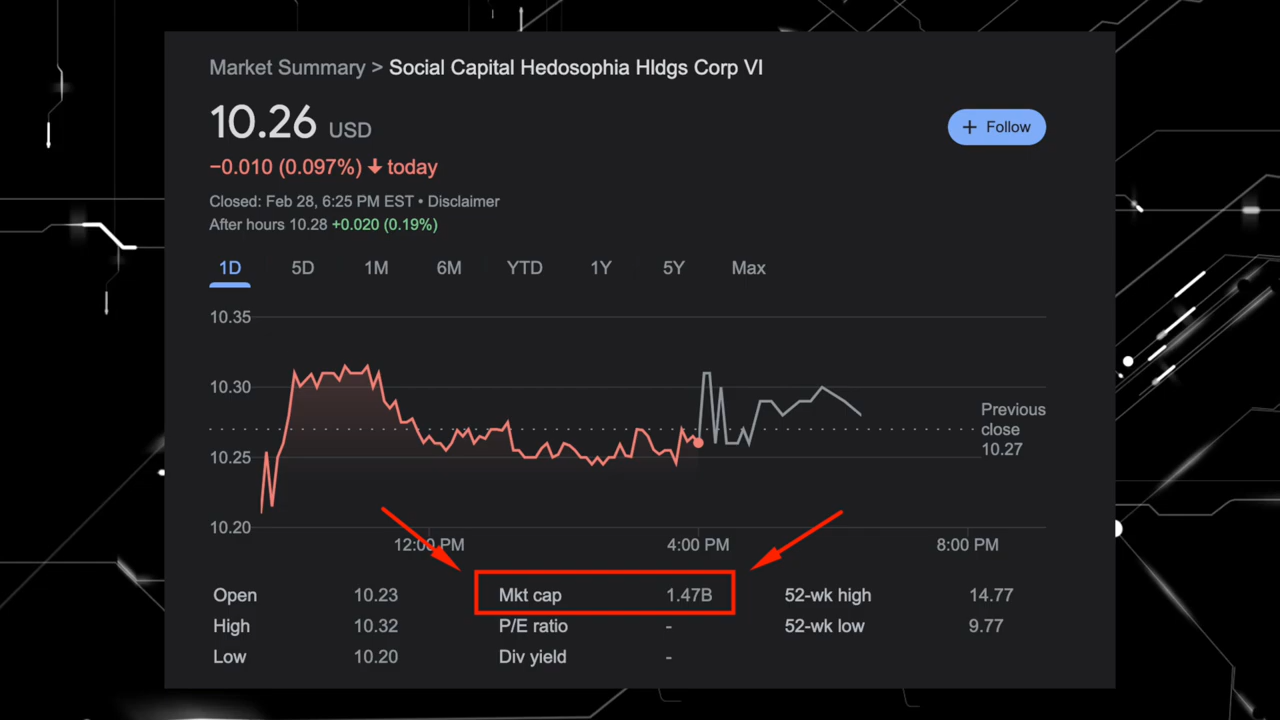 Market Summary > Social Capital Hedosophia Hldgs Corp VI
10.26 USD
+ Follow
−0.010 (0.097%) ↓ today
Closed: Feb 28, 6:25 PM EST • Disclaimer
After hours 10.28 +0.020 (0.19%)
1D 5D 1M 6M YTD 1Y 5Y Max
10.35
10.30
Previous
close
10.27
10.25
10.20
12:00 PM 4:00 PM 8:00 PM
Open 10.23 Mkt cap 1.47B 52-wk high 14.77
High 10.32 P/E ratio - 52-wk low 9.77
Low 10.20 Div yield -